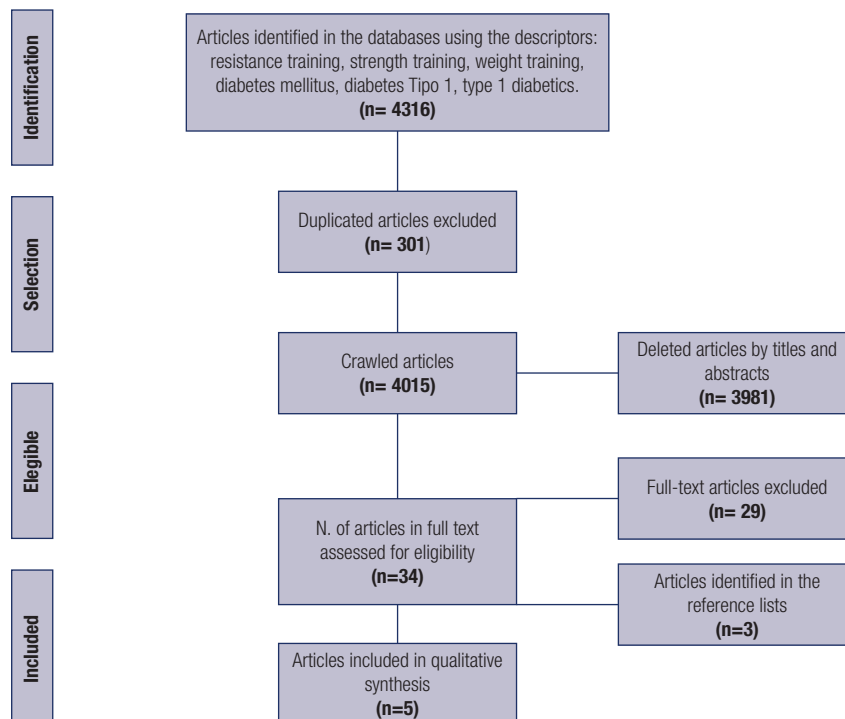 Identification
Articles identified in the databases using the descriptors:
resistance training, strength training, weight training,
diabetes mellitus, diabetes Tipo 1, type 1 diabetics.
(n= 4316)
Selection
Duplicated articles excluded
(n= 301)
Crawled articles
(n= 4015)
Deleted articles by titles and
abstracts
(n= 3981)
Elegible
N. of articles in full text
assessed for eligibility
(n=34)
Full-text articles excluded
(n= 29)
Articles identified in the
reference lists
(n=3)
Included
Articles included in qualitative
synthesis
(n=5)